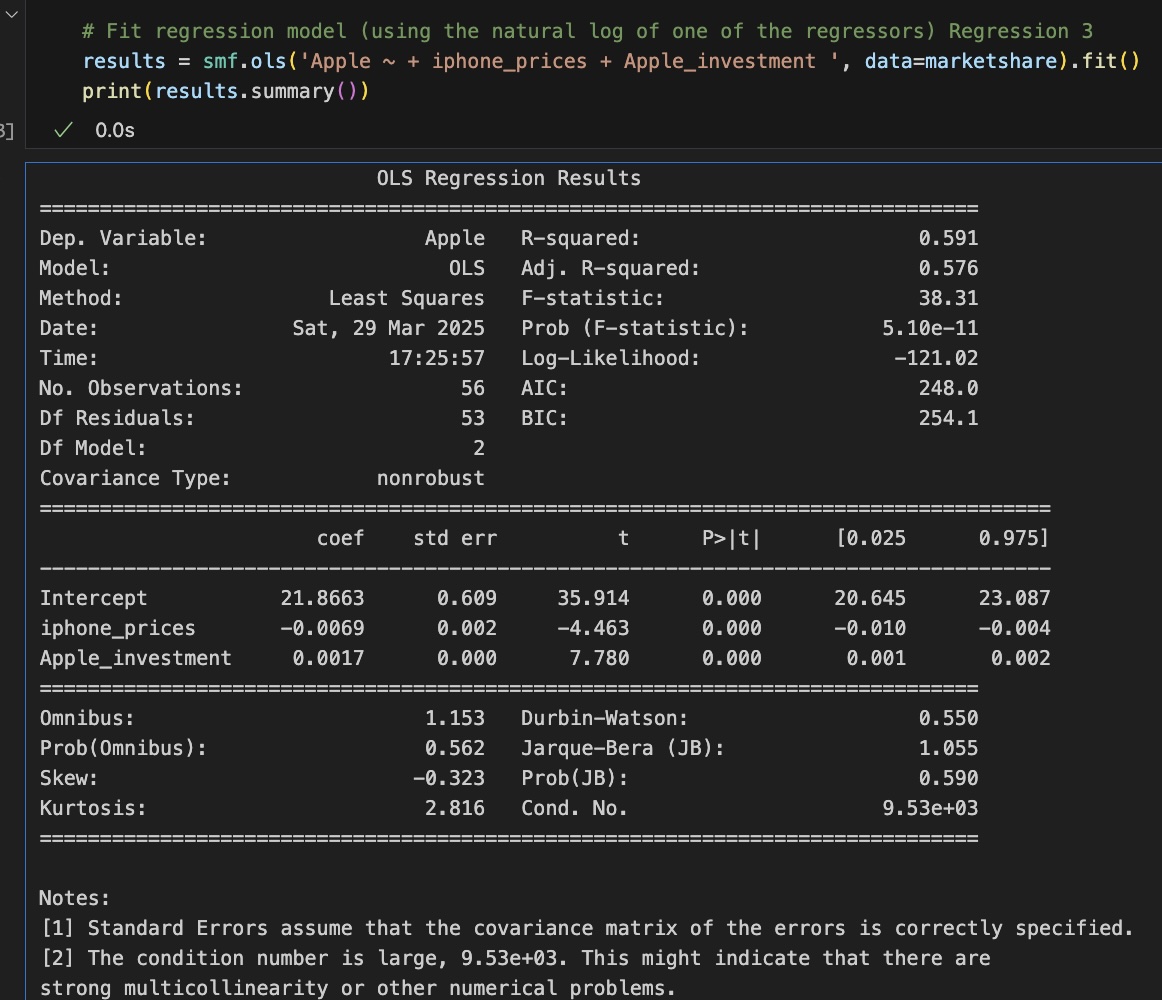 # Fit regression model (using the natural log of one of the regressors) Regression 3
results = smf.ols('Apple ~ + iphone_prices + Apple_investment ', data=marketshare).fit()
print(results.summary())
3]
✓ 0.0s
OLS Regression Results
==============================================================================
Dep. Variable: Apple R-squared: 0.591
Model: OLS Adj. R-squared: 0.576
Method: Least Squares F-statistic: 38.31
Date: Sat, 29 Mar 2025 Prob (F-statistic): 5.10e-11
Time: 17:25:57 Log-Likelihood: -121.02
No. Observations: 56 AIC: 248.0
Df Residuals: 53 BIC: 254.1
Df Model: 2
Covariance Type: nonrobust
====================================================================================
coef std err t P>|t| [0.025 0.975]
------------------------------------------------------------------------------------
Intercept 21.8663 0.609 35.914 0.000 20.645 23.087
iphone_prices -0.0069 0.002 -4.463 0.000 -0.010 -0.004
Apple_investment 0.0017 0.000 7.780 0.000 0.001 0.002
==============================================================================
Omnibus: 1.153 Durbin-Watson: 0.550
Prob(Omnibus): 0.562 Jarque-Bera (JB): 1.055
Skew: -0.323 Prob(JB): 0.590
Kurtosis: 2.816 Cond. No. 9.53e+03
==============================================================================
Notes:
[1] Standard Errors assume that the covariance matrix of the errors is correctly specified.
[2] The condition number is large, 9.53e+03. This might indicate that there are
strong multicollinearity or other numerical problems.